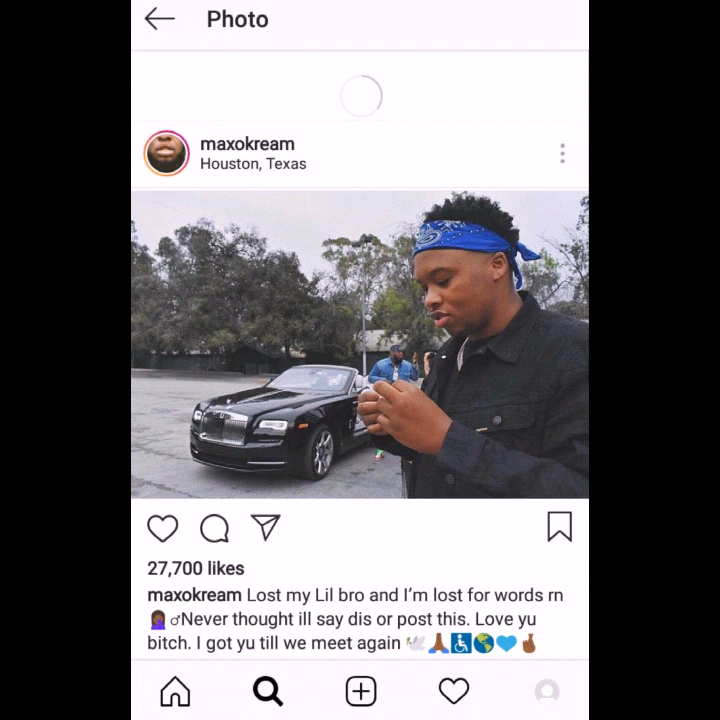 Photo
maxokream
Houston, Texas
27,700 likes
maxokream Lost my Lil bro and I'm lost for words rn
🤦🏾♂Never thought ill say dis or post this. Love yu
bitch. I got yu till we meet again 🕊🙏🏾♿🌎💙🤞🏾